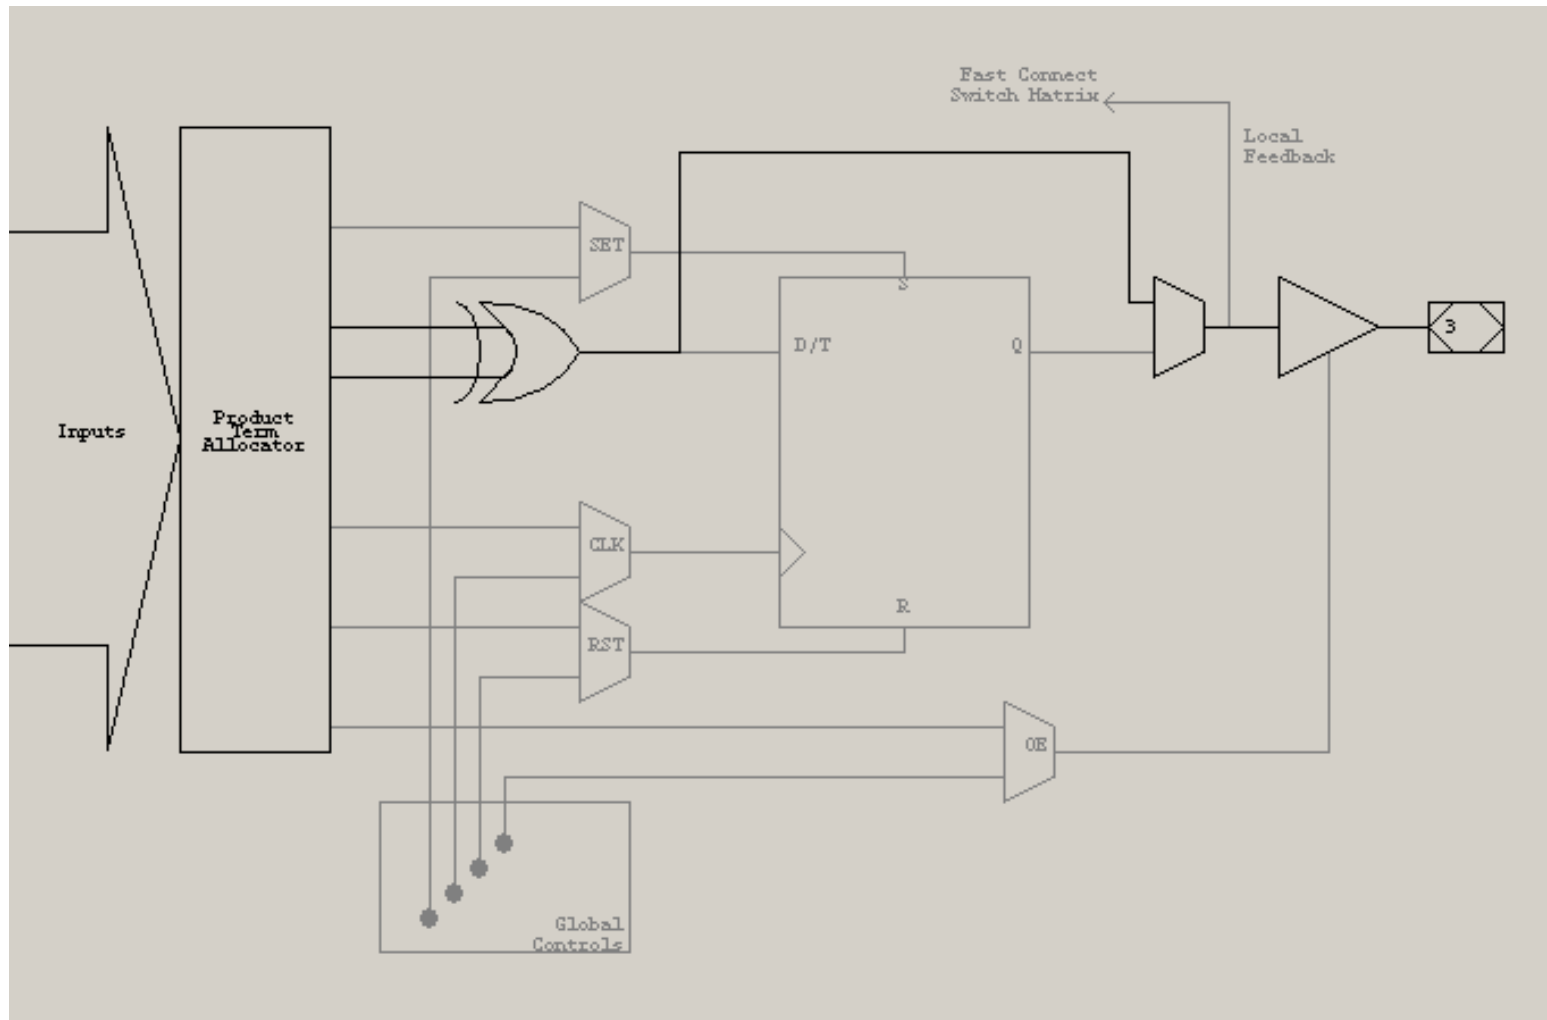 Fast Connect
Switch Matrix
Local
Feedback
SET
S
D/T
Q
3
Inputs
Product
Term
Allocator
CLK
R
RST
OE
Global
Controls